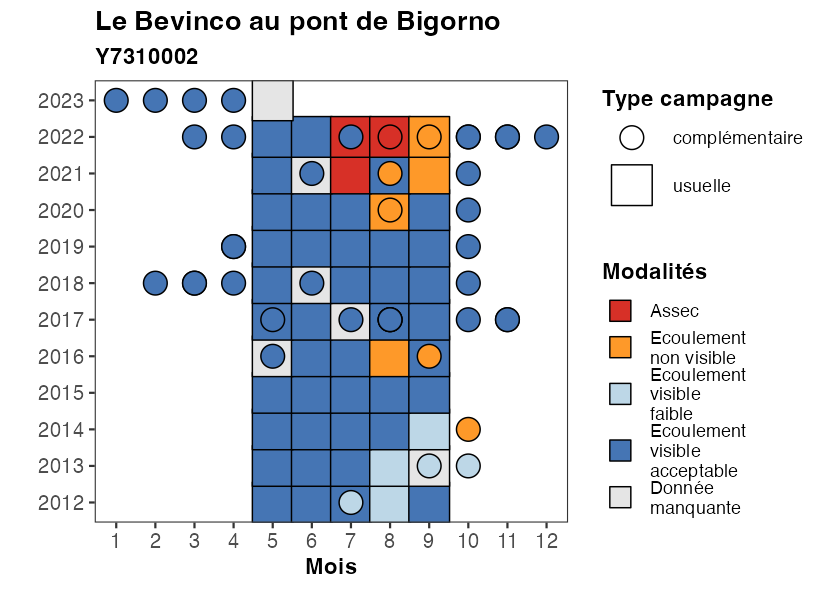 Le Bevinco au pont de Bigorno
Y7310002
2023
2022
2021
2020
2019
2018
2017
2016
2015
2014
2013
2012
1 2 3 4 5 6 7 8 9 10 11 12
Mois
Type campagne
complémentaire
usuelle
Modalités
Assec
Ecoulement
non visible
Ecoulement
visible
faible
Ecoulement
visible
acceptable
Donnée
manquante